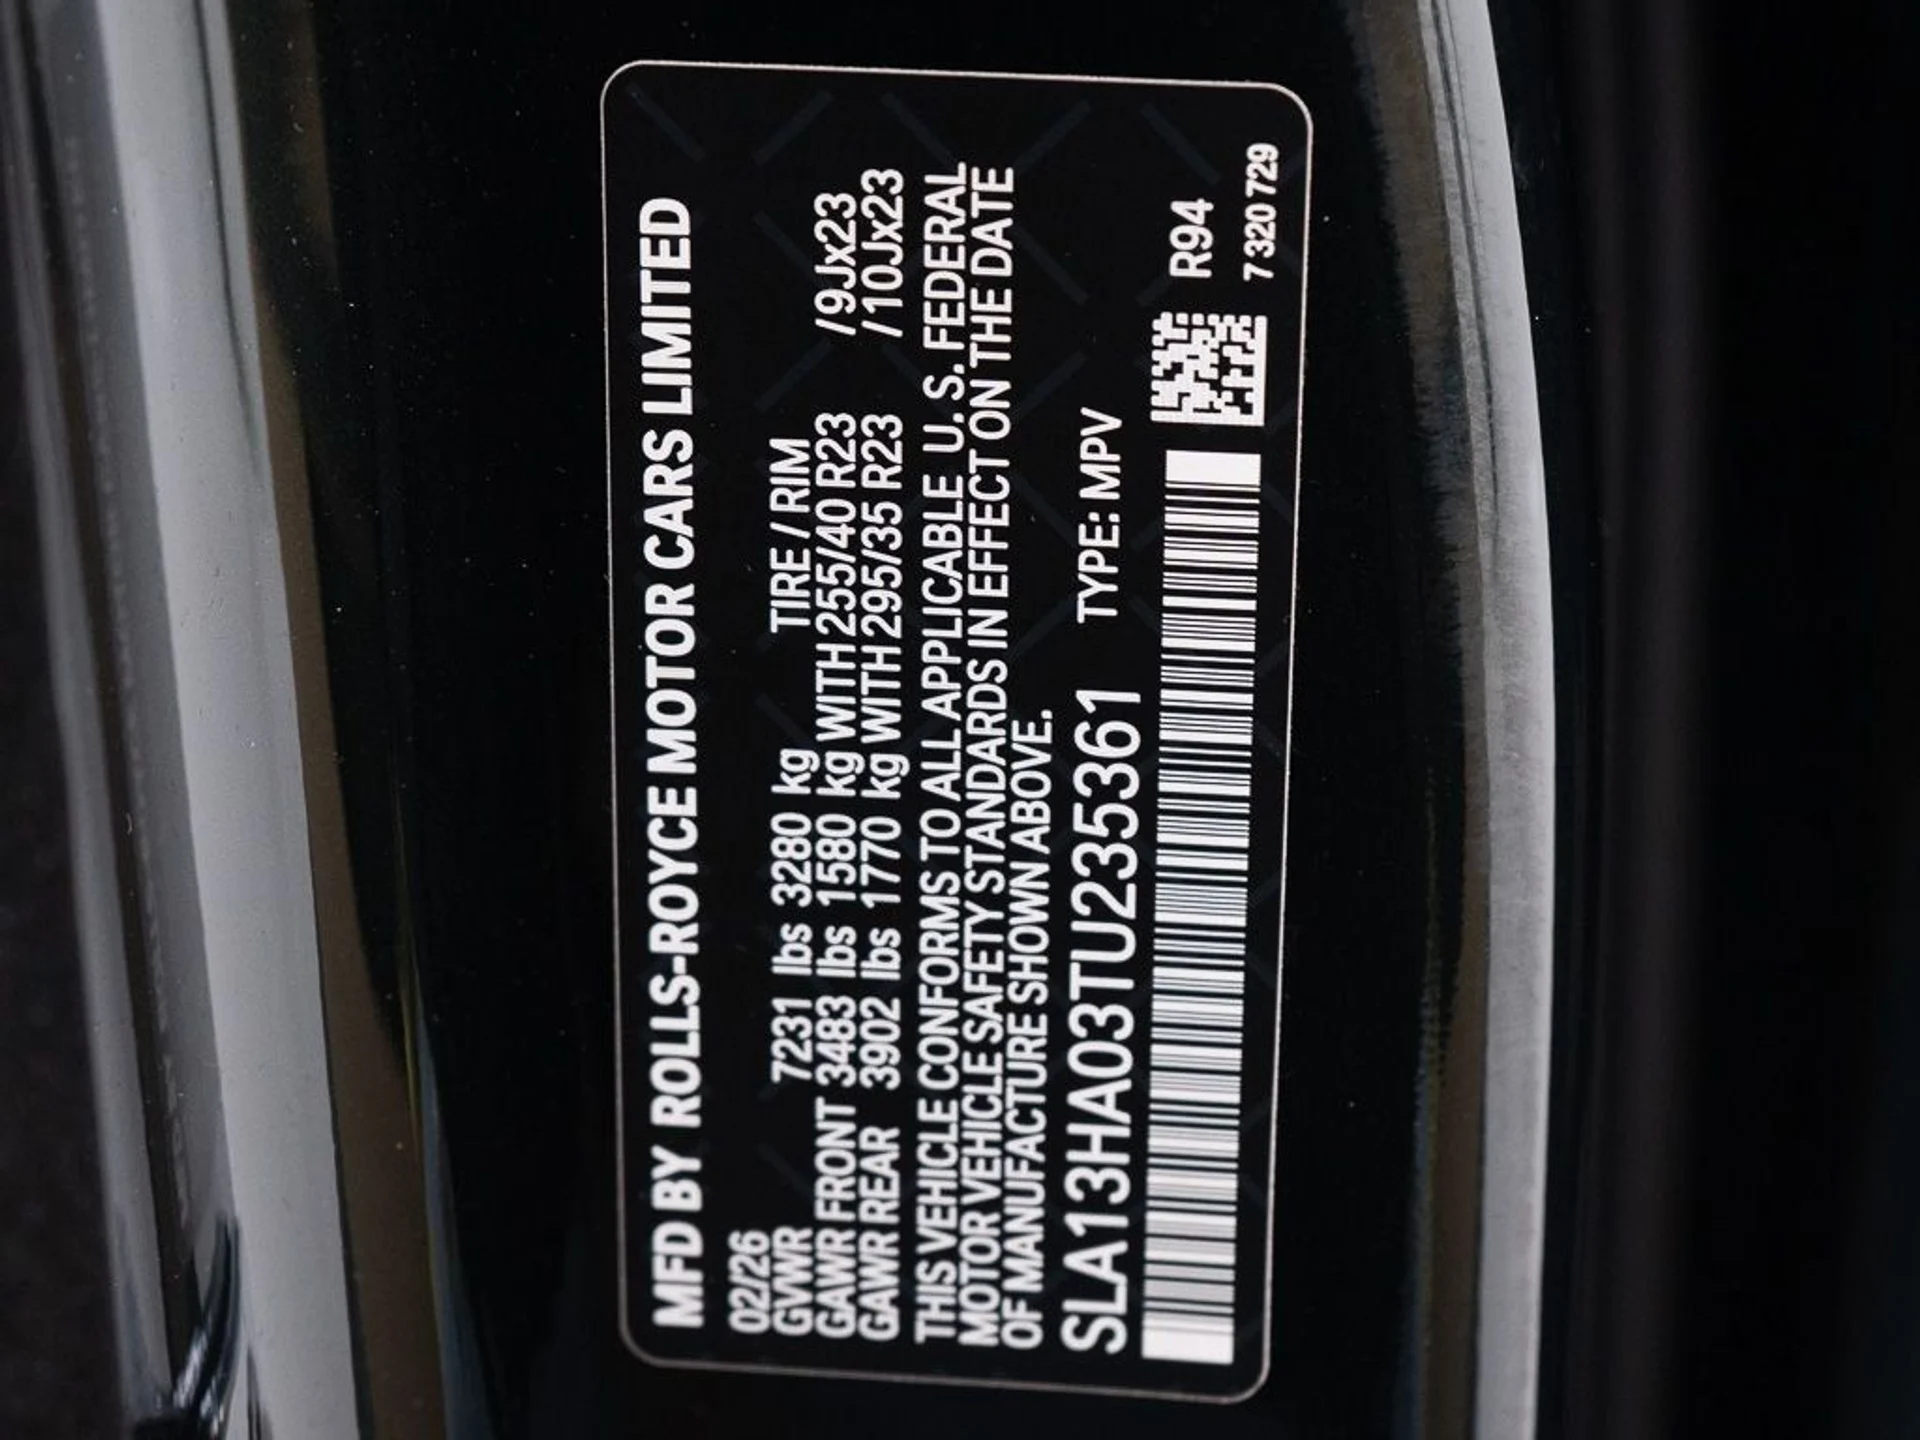 MFD BY ROLLS-ROYCE MOTOR CARS LIMITED
02/26
GVWR 7231 lbs 3280 kg TIRE / RIM
GAWR FRONT 3483 lbs 1580 kg WITH 255/40 R23 /9Jx23
GAWR REAR 3902 lbs 1770 kg WITH 295/35 R23 /10Jx23
THIS VEHICLE CONFORMS TO ALL APPLICABLE U. S. FEDERAL
MOTOR VEHICLE SAFETY STANDARDS IN EFFECT ON THE DATE
OF MANUFACTURE SHOWN ABOVE.
SLA13HA03TU235361 TYPE: MPV
R94
7 320 729